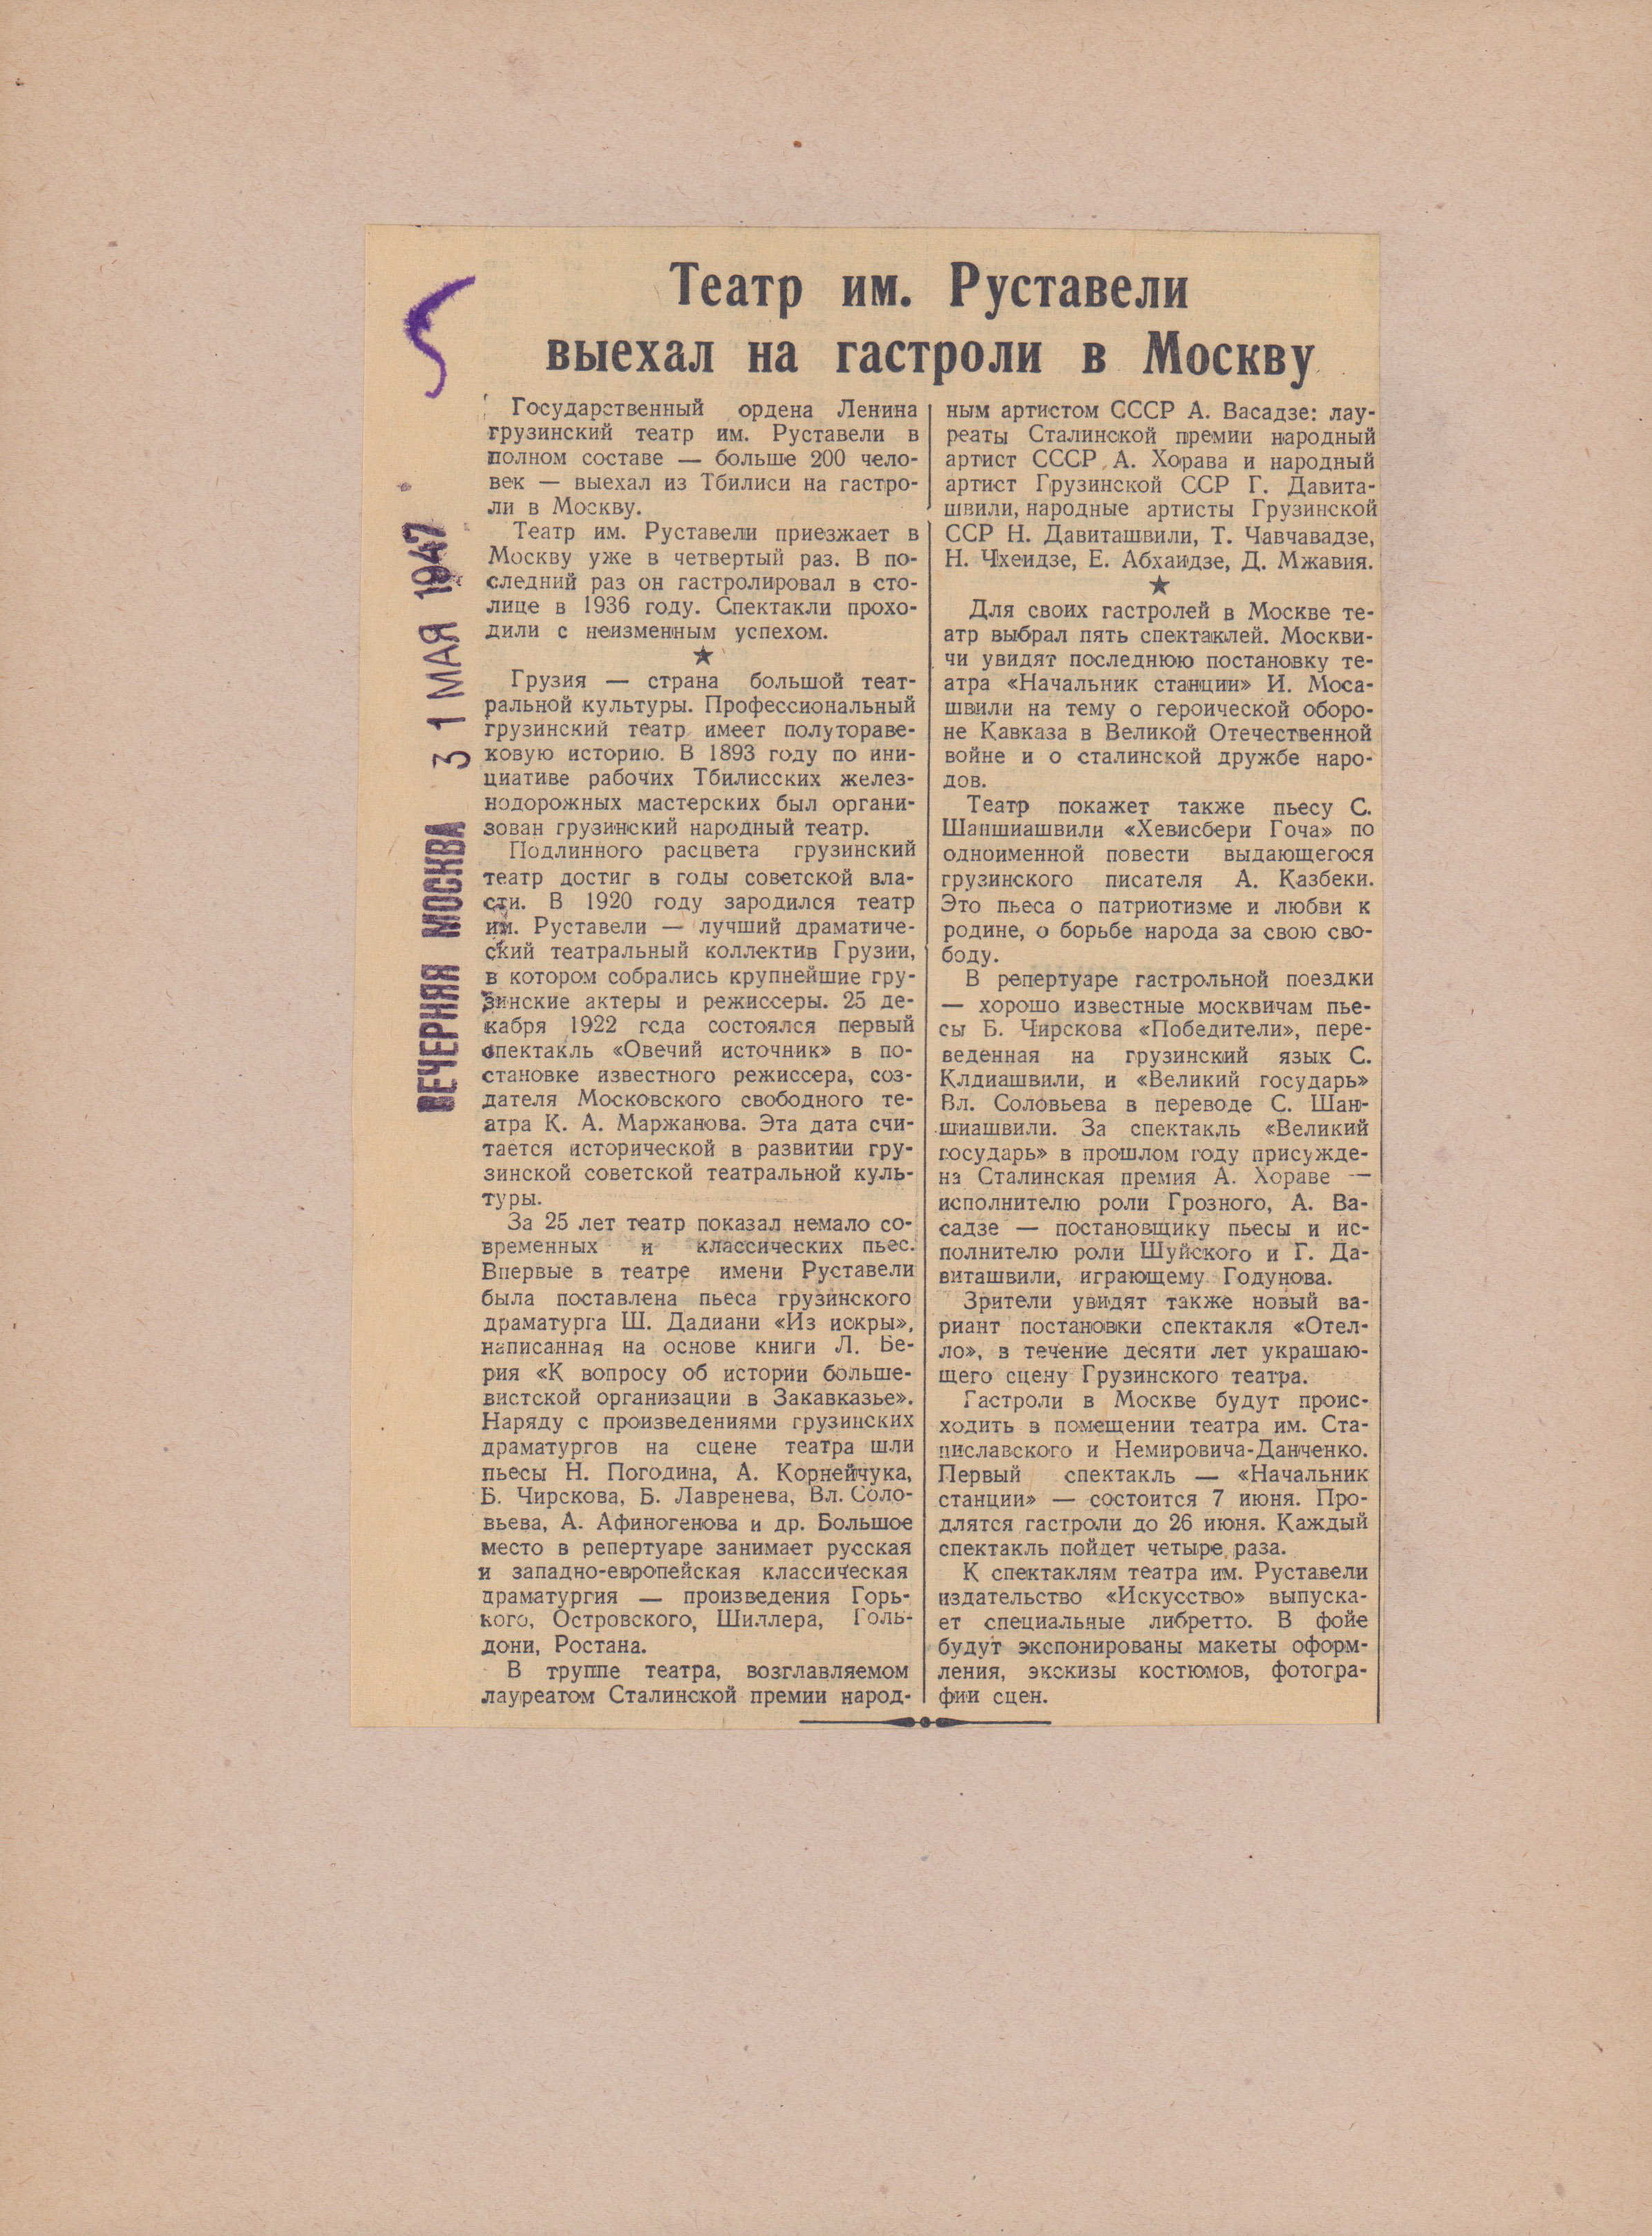 Театр им. Руставели
выехал на гастроли в Москву
Государственный ордена Ленина
грузинский театр им. Руставели в
полном составе — больше 200 чело-
век — выехал из Тбилиси на гастро-
ли в Москву.
Театр им. Руставели приезжает в
Москву уже в четвертый раз. В по-
следний раз он гастролировал в сто-
лице в 1936 году. Спектакли прохо-
дили с неизменным успехом.
★
Грузия — страна большой теат-
ральной культуры. Профессиональный
грузинский театр имеет полутораве-
ковую историю. В 1893 году по ини-
циативе рабочих Тбилисских желез-
нодорожных мастерских был органи-
зован грузинский народный театр.
Подлинного расцвета грузинский
театр достиг в годы советской вла-
сти. В 1920 году зародился театр
им. Руставели — лучший драматиче-
ский театральный коллектив Грузии,
в котором собрались крупнейшие гру-
зинские актеры и режиссеры. 25 де-
кабря 1922 года состоялся первый
спектакль «Овечий источник» в по-
становке известного режиссера, соз-
дателя Московского свободного те-
атра К. А. Маржанова. Эта дата счи-
тается исторической в развитии гру-
зинской советской театральной куль-
туры.
За 25 лет театр показал немало со-
временных и классических пьес.
Впервые в театре имени Руставели
была поставлена пьеса грузинского
драматурга Ш. Дадиани «Из искры»,
написанная на основе книги Л. Бе-
рия «К вопросу об истории больше-
вистской организации в Закавказье».
Наряду с произведениями грузинских
драматургов на сцене театра шли
пьесы Н. Погодина, А. Корнейчука,
Б. Чирскова, Б. Лавренева, Вл. Соло-
вьева, А. Афиногенова и др. Большое
место в репертуаре занимает русская
и западно-европейская классическая
драматургия — произведения Горь-
кого, Островского, Шиллера, Голь-
дони, Ростана.
В труппе театра, возглавляемом
лауреатом Сталинской премии народ-
ным артистом СССР А. Васадзе: лау-
реаты Сталинской премии народный
артист СССР А. Хорава и народный
артист Грузинской ССР Г. Давита-
швили, народные артисты Грузинской
ССР Н. Давиташвили, Т. Чавчавадзе,
Н. Чхеидзе, Е. Абхаидзе, Д. Мжавия.
★
Для своих гастролей в Москве те-
атр выбрал пять спектаклей. Москви-
чи увидят последнюю постановку те-
атра «Начальник станции» И. Моса-
швили на тему о героической оборо-
не Кавказа в Великой Отечественной
войне и о сталинской дружбе наро-
дов.
Театр покажет также пьесу С.
Шаншиашвили «Хевисбери Гоча» по
одноименной повести выдающегося
грузинского писателя А. Казбеки.
Это пьеса о патриотизме и любви к
родине, о борьбе народа за свою сво-
боду.
В репертуаре гастрольной поездки
— хорошо известные москвичам пье-
сы Б. Чирскова «Победители», пере-
веденная на грузинский язык С.
Клдиашвили, и «Великий государь»
Вл. Соловьева в переводе С. Шан-
шиашвили. За спектакль «Великий
государь» в прошлом году присужде-
на Сталинская премия А. Хораве —
исполнителю роли Грозного, А. Ва-
садзе — постановщику пьесы и ис-
полнителю роли Шуйского и Г. Да-
виташвили, играющему Годунова.
Зрители увидят также новый ва-
риант постановки спектакля «Отел-
ло», в течение десяти лет украшаю-
щего сцену Грузинского театра.
Гастроли в Москве будут проис-
ходить в помещении театра им. Ста-
ниславского и Немировича-Данченко.
Первый спектакль — «Начальник
станции» — состоится 7 июня. Про-
длятся гастроли до 26 июня. Каждый
спектакль пойдет четыре раза.
К спектаклям театра им. Руставели
издательство «Искусство» выпуска-
ет специальные либретто. В фойе
будут экспонированы макеты оформ-
ления, эскизы костюмов, фотогра-
фии сцен.
ВЕЧЕРНЯЯ МОСКВА 31 МАЯ 1947
5